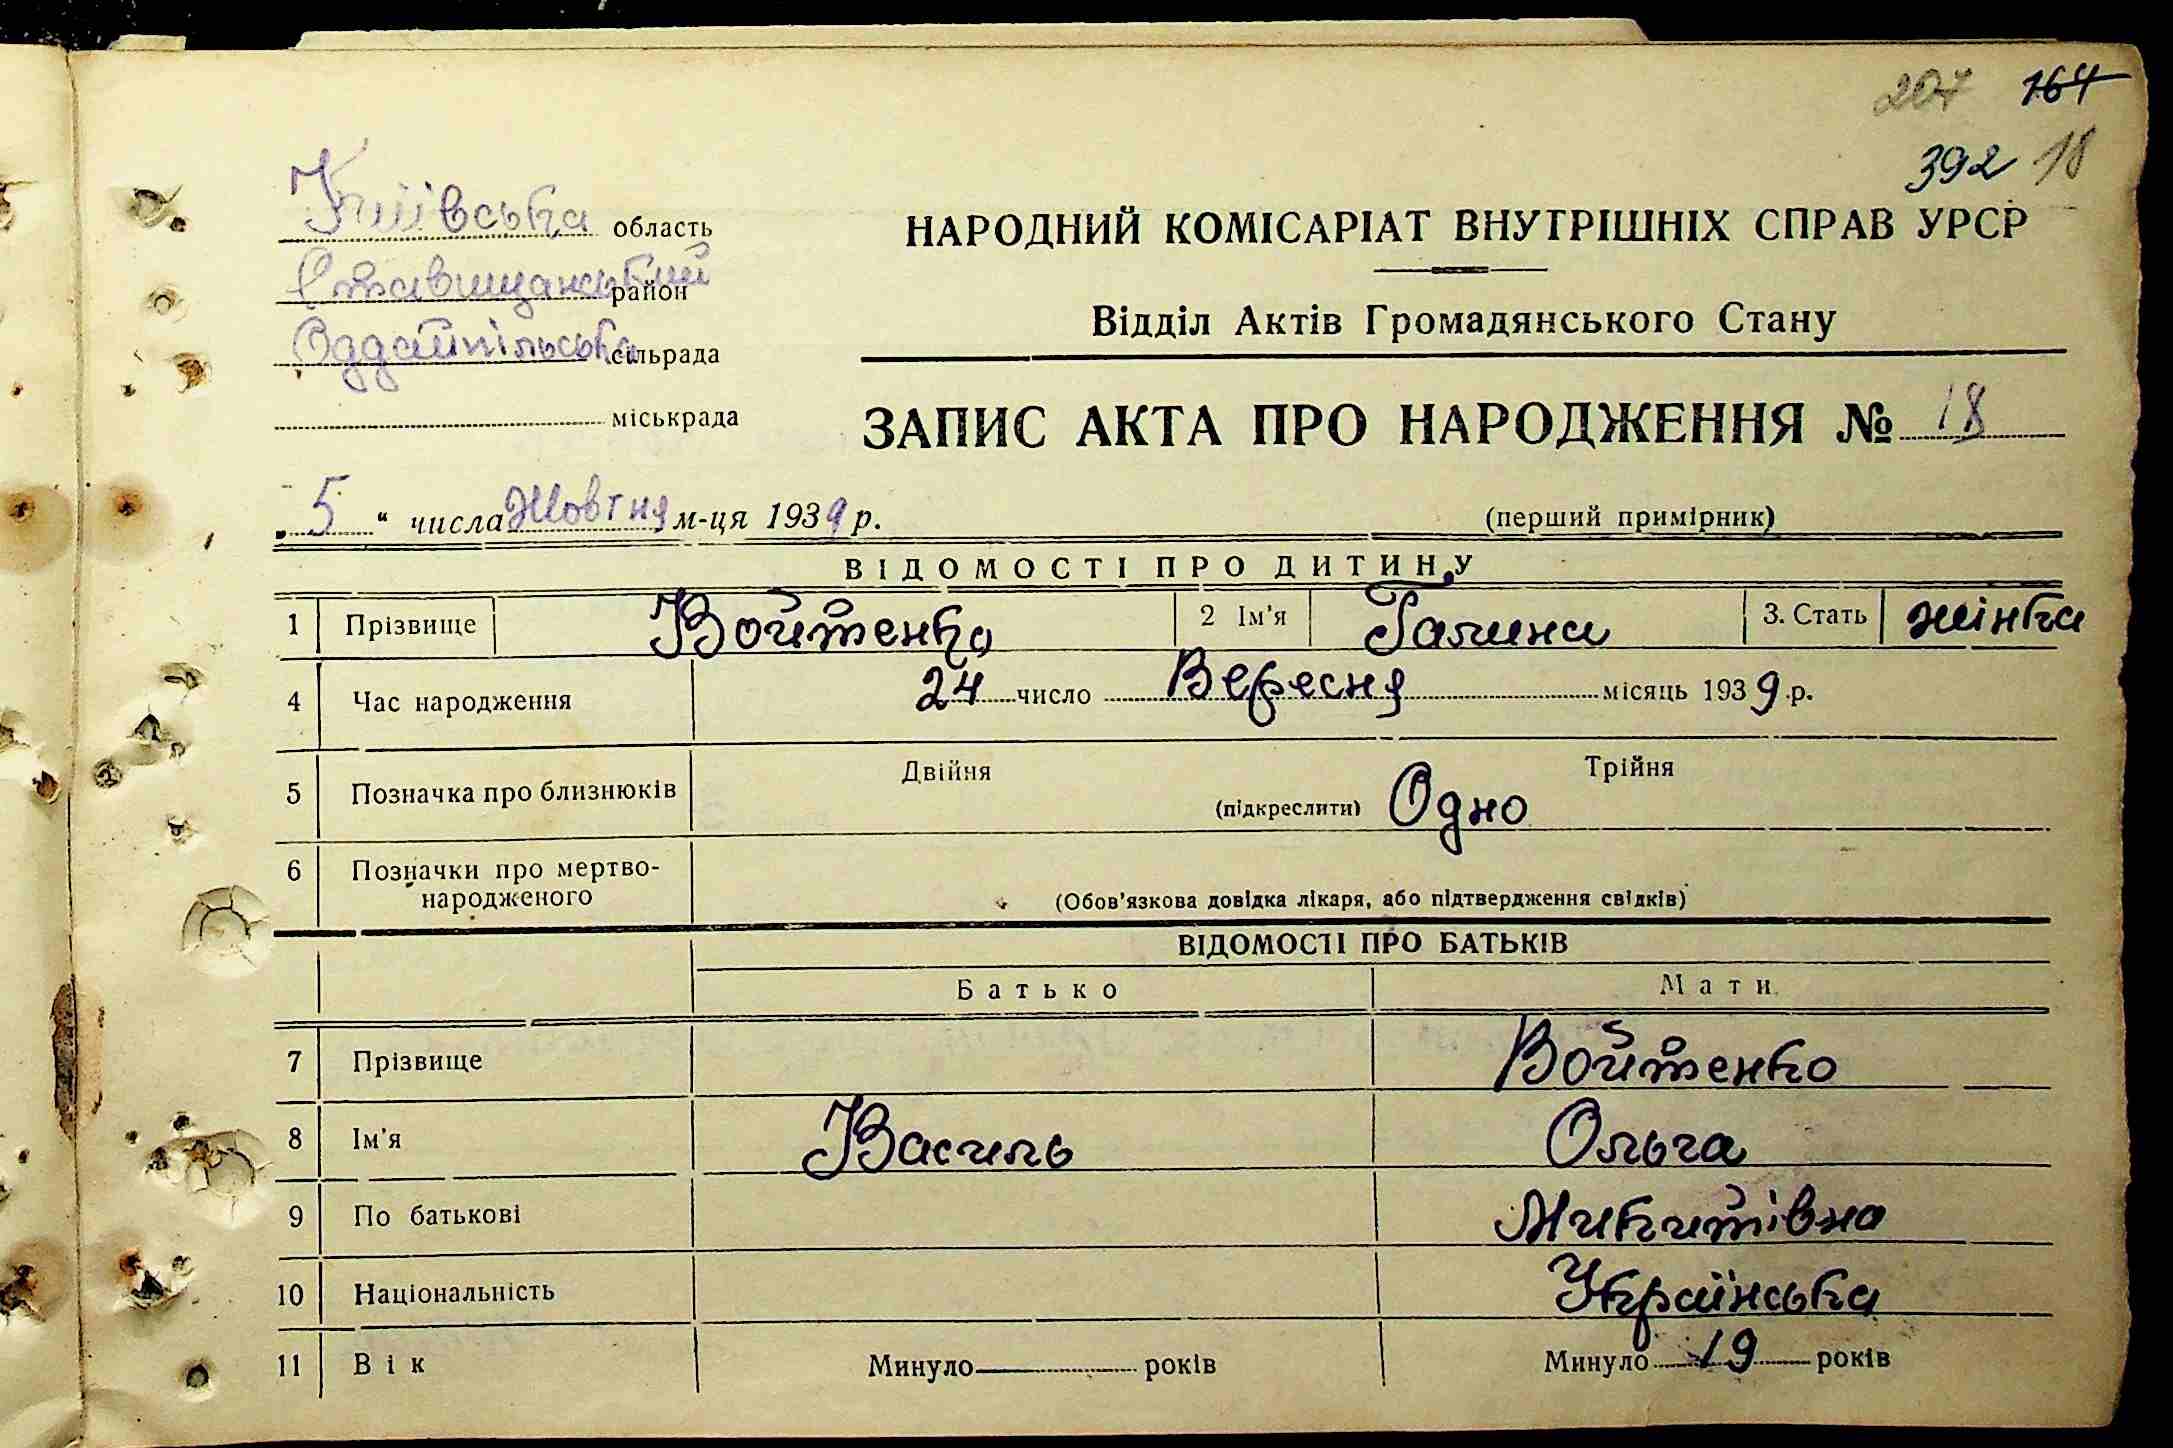 207 164
392 18
Київська область
Ставищанський район
сільрада
міськрада
НАРОДНИЙ КОМІСАРІАТ ВНУТРІШНІХ СПРАВ УРСР
Відділ Актів Громадянського Стану
ЗАПИС АКТА ПРО НАРОДЖЕННЯ № 18
„5“ числа Жовтня м-ця 1939 р.
(перший примірник)
ВІДОМОСТІ ПРО ДИТИНУ
1 Прізвище Войтенко 2 Ім'я Галина 3. Стать жінка
4 Час народження 24 число Вересня місяць 1939 р.
5 Позначка про близнюків Двійня (підкреслити) Одно Трійня
6 Позначки про мертво-
народженого (Обов'язкова довідка лікаря, або підтвердження свідків)
ВІДОМОСТІ ПРО БАТЬКІВ
Батько Мати
7 Прізвище Войтенко
8 Ім'я Василь Ольга
9 По батькові Микитівна
10 Національність Українська
11 Вік Минуло років Минуло 19 років